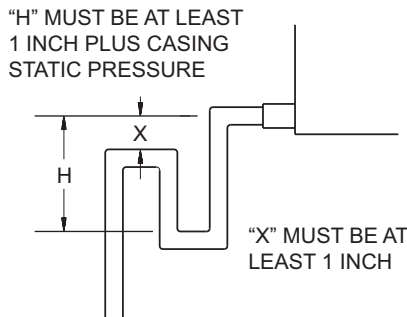 “H” MUST BE AT LEAST
1 INCH PLUS CASING
STATIC PRESSURE
X
H
“X” MUST BE AT
LEAST 1 INCH